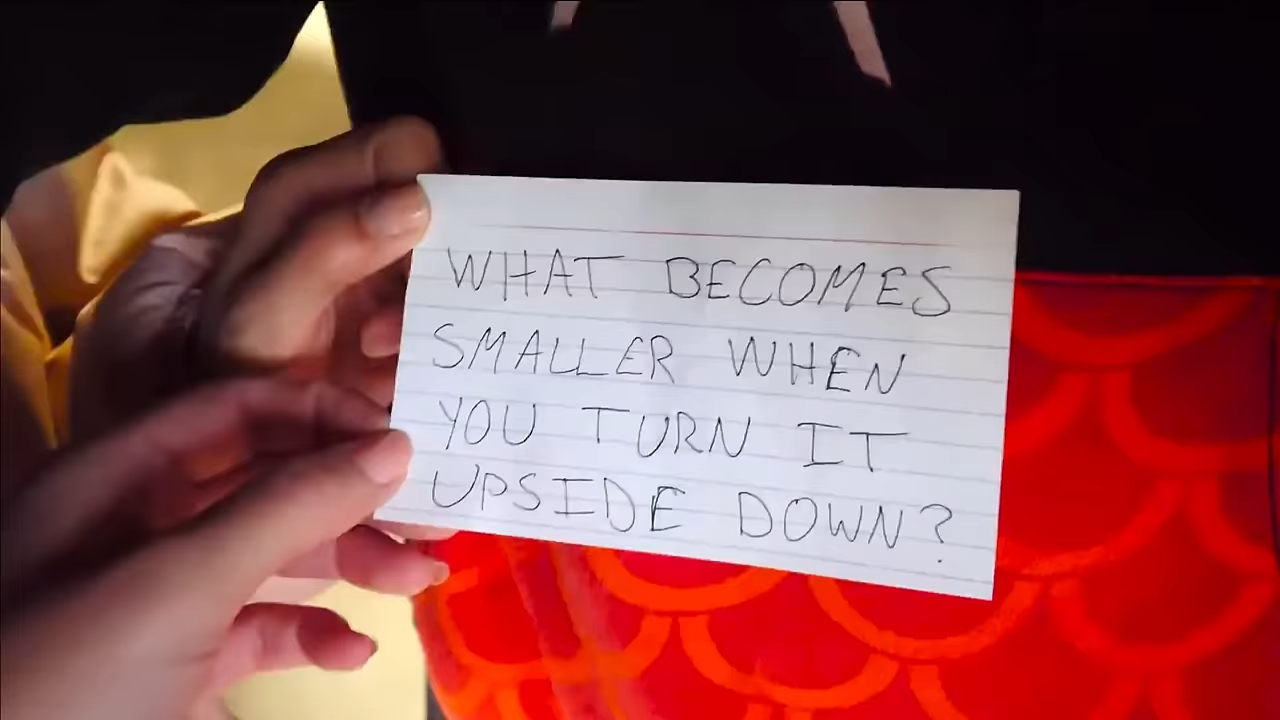 WHAT BECOMES
SMALLER WHEN
YOU TURN IT
UPSIDE DOWN?